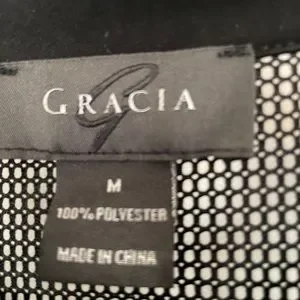 GRACIA
M
100% POLYESTER
MADE IN CHINA